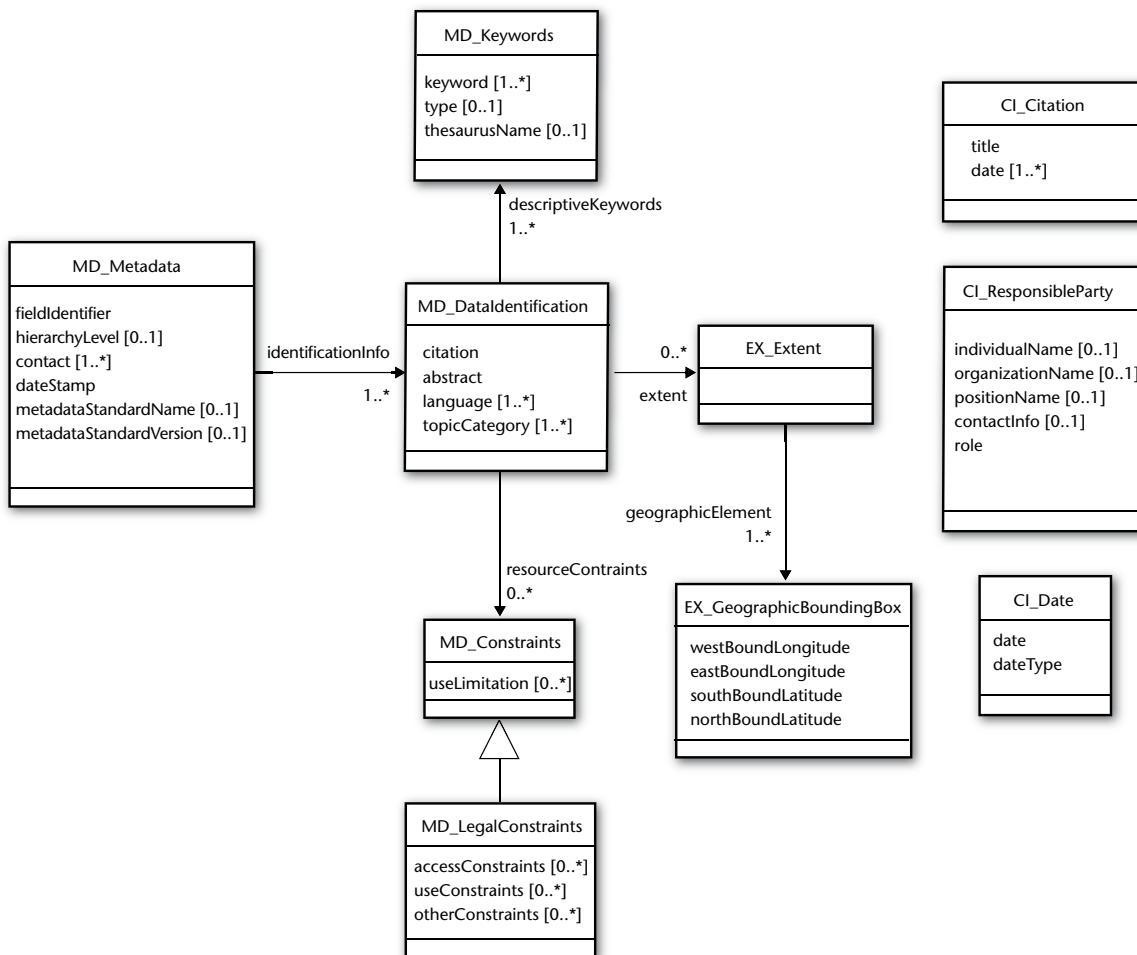 MD_Keywords
keyword [1..*]
type [0..1]
thesaurusName [0..1]
descriptiveKeywords
1..*
MD_Metadata
fieldIdentifier
hierarchyLevel [0..1]
contact [1..*]
dateStamp
metadataStandardName [0..1]
metadataStandardVersion [0..1]
identificationInfo
1..*
MD_DataIdentification
citation
abstract
language [1..*]
topicCategory [1..*]
0..*
extent
EX_Extent
geographicElement
1..*
EX_GeographicBoundingBox
westBoundLongitude
eastBoundLongitude
southBoundLatitude
northBoundLatitude
resourceContraints
0..*
MD_Constraints
useLimitation [0..*]
MD_LegalConstraints
accessConstraints [0..*]
useConstraints [0..*]
otherConstraints [0..*]
CI_Citation
title
date [1..*]
CI_ResponsibleParty
individualName [0..1]
organizationName [0..1]
positionName [0..1]
contactInfo [0..1]
role
CI_Date
date
dateType